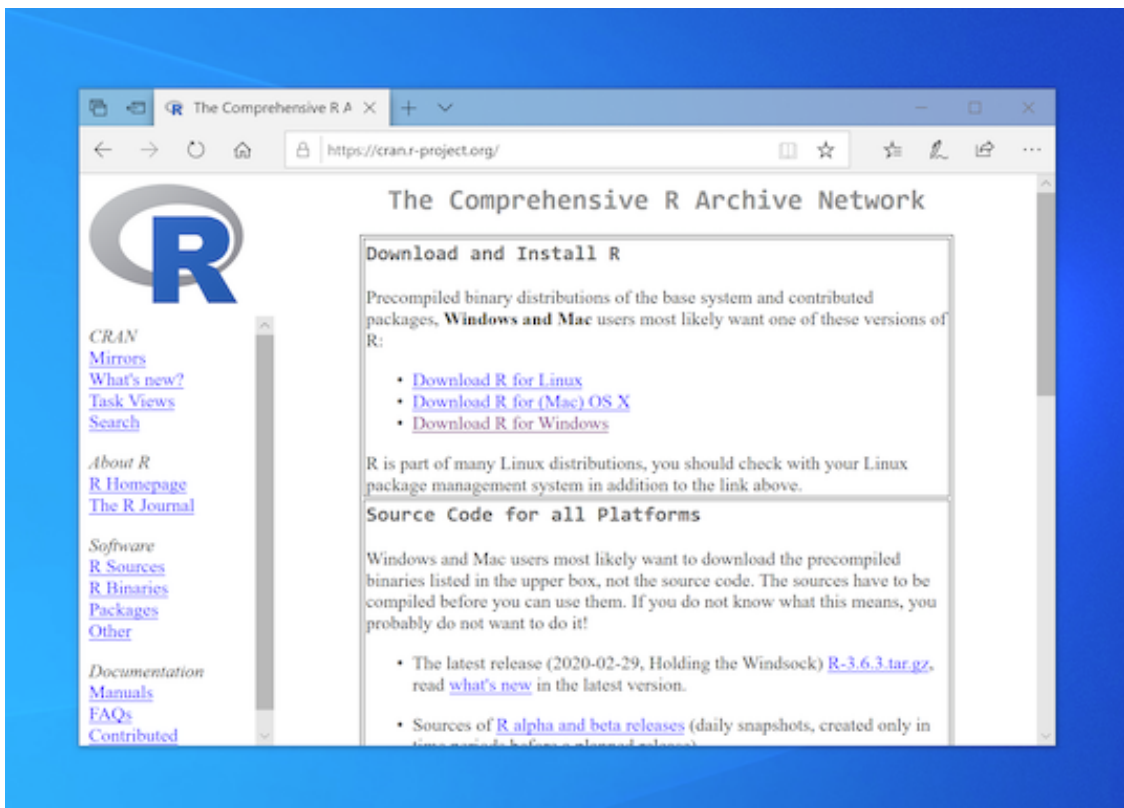 The Comprehensive R A
https://cran.r-project.org/
R
CRAN
Mirrors
What's new?
Task Views
Search
About R
R Homepage
The R Journal
Software
R Sources
R Binaries
Packages
Other
Documentation
Manuals
FAQs
Contributed
The Comprehensive R Archive Network
Download and Install R
Precompiled binary distributions of the base system and contributed
packages, Windows and Mac users most likely want one of these versions of
R:
• Download R for Linux
• Download R for (Mac) OS X
• Download R for Windows
R is part of many Linux distributions, you should check with your Linux
package management system in addition to the link above.
Source Code for all Platforms
Windows and Mac users most likely want to download the precompiled
binaries listed in the upper box, not the source code. The sources have to be
compiled before you can use them. If you do not know what this means, you
probably do not want to do it!
• The latest release (2020-02-29, Holding the Windsock) R-3.6.3.tar.gz,
read what's new in the latest version.
• Sources of R alpha and beta releases (daily snapshots, created only in
time periods before a planned release)